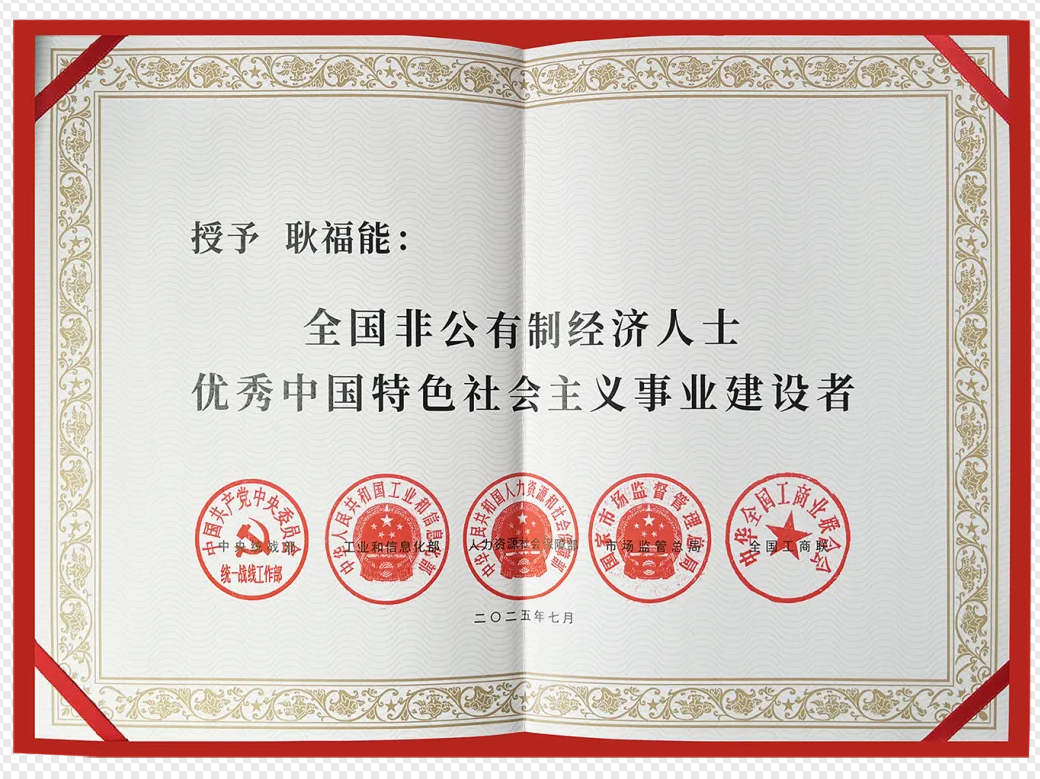 授予 耿福能：
全国非公有制经济人士
优秀中国特色社会主义事业建设者
中国共产党中央委员会
统一战线工作部
中央统战部
中华人民共和国工业和信息化部
工业和信息化部
中华人民共和国人力资源和社会保障部
人力资源社会保障部
国家市场监督管理总局
市场监管总局
中华全国工商业联合会
全国工商联
二〇二五年七月